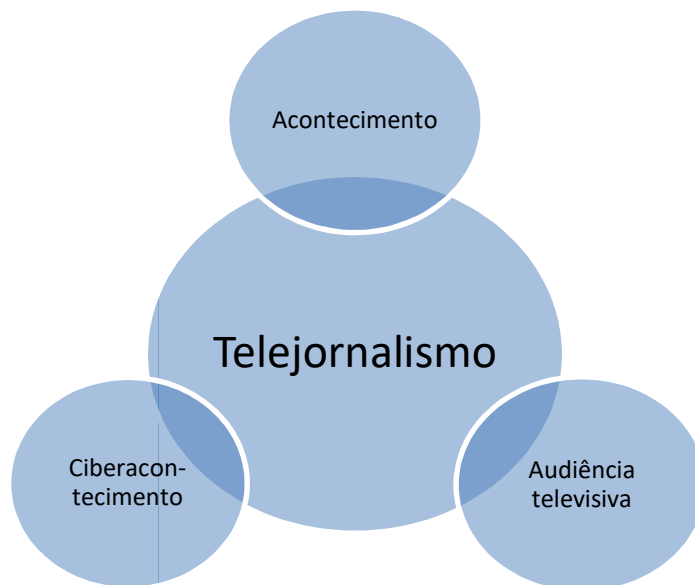 Acontecimento
Telejornalismo
Ciberacon-
tecimento
Audiência
televisiva